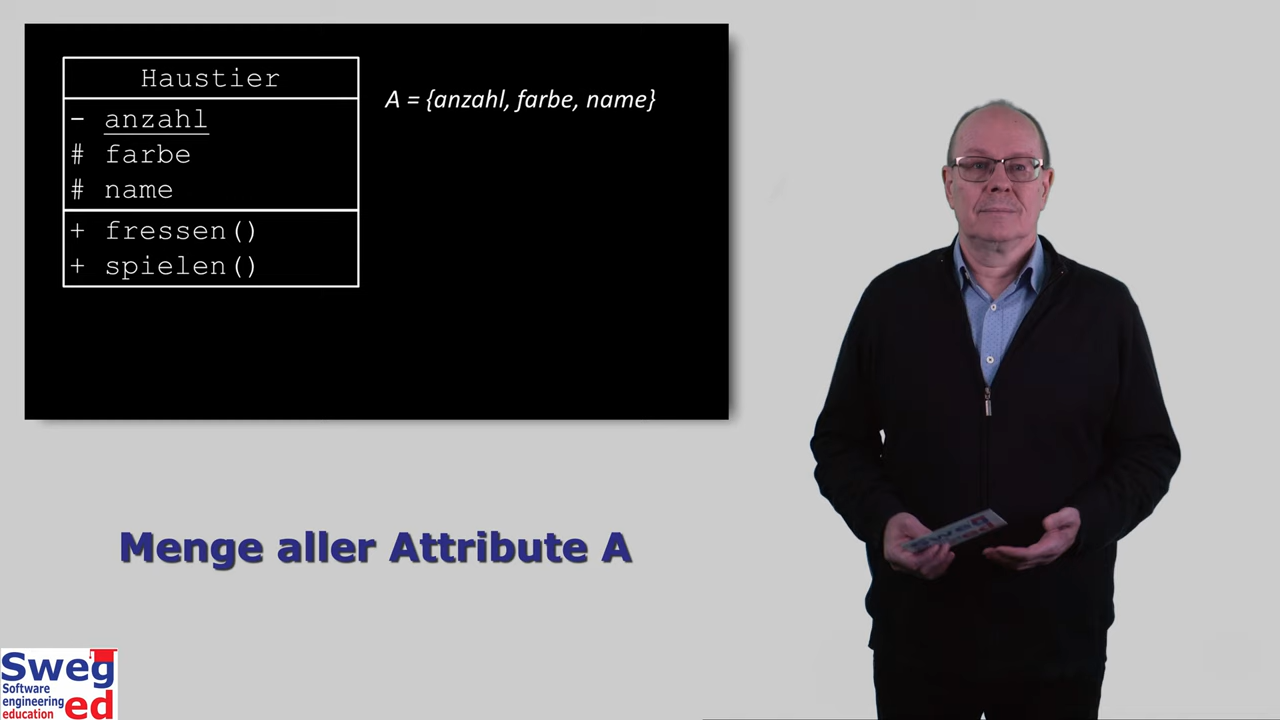 Haustier
- anzahl
# farbe
# name
+ fressen()
+ spielen()
A = {anzahl, farbe, name}
Menge aller Attribute A
Sweg
Software
engineering
education
ed